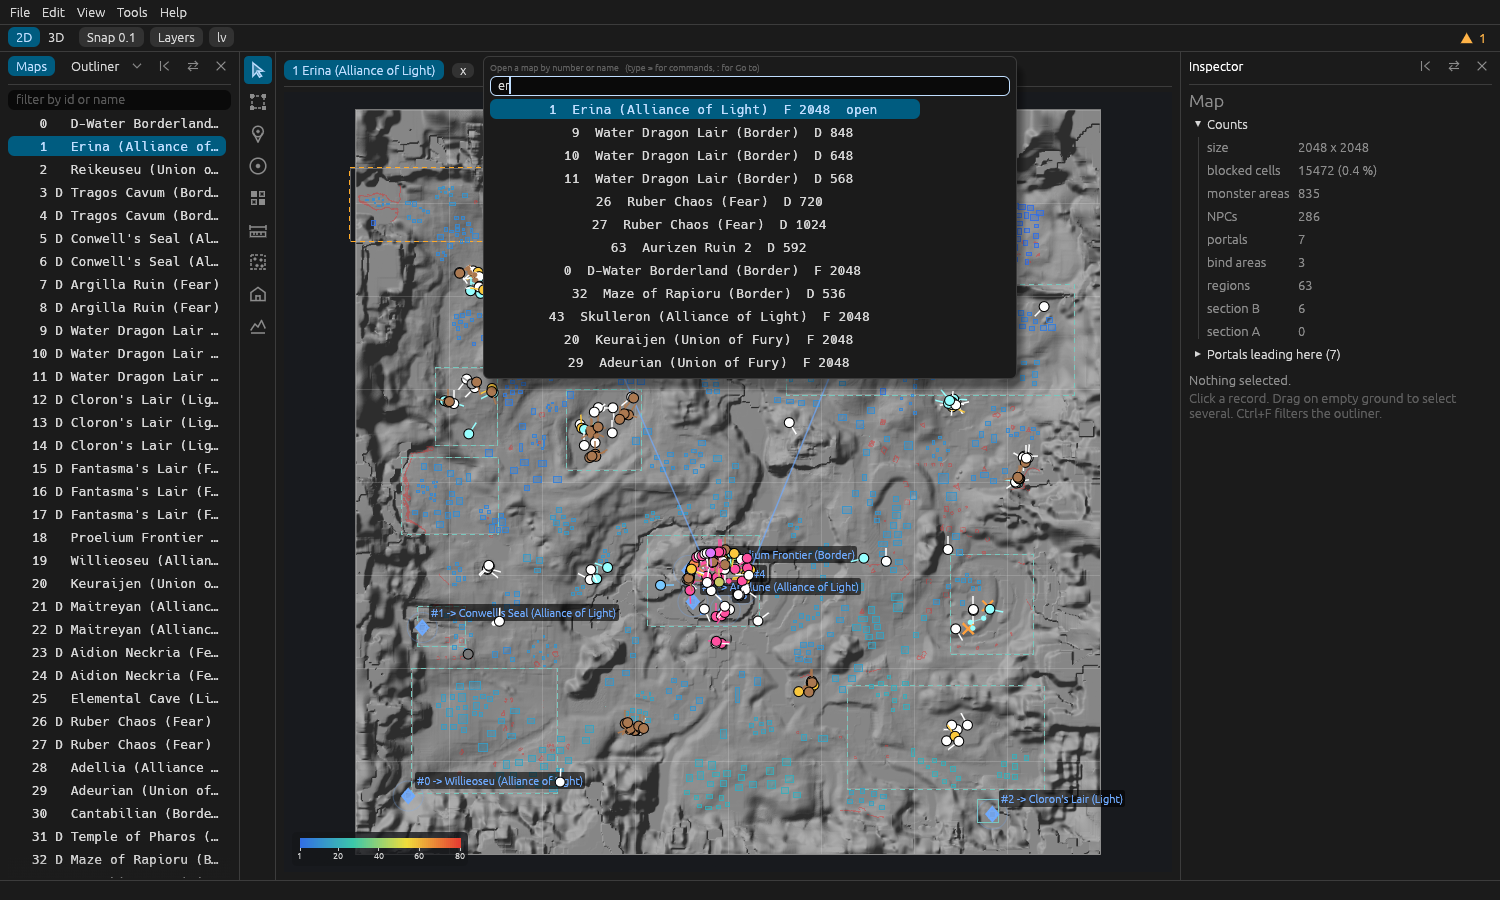 File Edit View Tools Help
2D 3D Snap 0.1 Layers lv 1
Maps Outliner
filter by id or name
0 D-Water Borderland…
1 Erina (Alliance of…
2 Reikeuseu (Union o…
3 D Tragos Cavum (Bord…
4 D Tragos Cavum (Bord…
5 D Conwell's Seal (Al…
6 D Conwell's Seal (Al…
7 D Argilla Ruin (Fear)
8 D Argilla Ruin (Fear)
9 D Water Dragon Lair …
10 D Water Dragon Lair …
11 D Water Dragon Lair …
12 D Cloron's Lair (Lig…
13 D Cloron's Lair (Lig…
14 D Cloron's Lair (Lig…
15 D Fantasma's Lair (F…
16 D Fantasma's Lair (F…
17 D Fantasma's Lair (F…
18 Proelium Frontier …
19 Willieoseu (Allian…
20 Keuraijen (Union o…
21 D Maitreyan (Allianc…
22 D Maitreyan (Allianc…
23 D Aidion Neckria (Fe…
24 D Aidion Neckria (Fe…
25 Elemental Cave (Li…
26 D Ruber Chaos (Fear)
27 D Ruber Chaos (Fear)
28 Adellia (Alliance …
29 Adeurian (Union of…
30 Cantabilian (Borde…
31 D Temple of Pharos (…
32 D Maze of Rapioru (B…
1 Erina (Alliance of Light) x
Open a map by number or name (type = for commands, : for Go to)
er
1 Erina (Alliance of Light) F 2048 open
9 Water Dragon Lair (Border) D 848
10 Water Dragon Lair (Border) D 648
11 Water Dragon Lair (Border) D 568
26 Ruber Chaos (Fear) D 720
27 Ruber Chaos (Fear) D 1024
63 Aurizen Ruin 2 D 592
0 D-Water Borderland (Border) F 2048
32 Maze of Rapioru (Border) D 536
43 Skulleron (Alliance of Light) F 2048
20 Keuraijen (Union of Fury) F 2048
29 Adeurian (Union of Fury) F 2048
ium Frontier (Border)
#4
une (Alliance of Light)
#1 -> Conwell's Seal (Alliance of Light)
#0 -> Willieoseu (Alliance of Light)
#2 -> Cloron's Lair (Light)
1 20 40 60 80
Inspector
Map
Counts
size 2048 x 2048
blocked cells 15472 (0.4 %)
monster areas 835
NPCs 286
portals 7
bind areas 3
regions 63
section B 6
section A 0
Portals leading here (7)
Nothing selected.
Click a record. Drag on empty ground to select
several. Ctrl+F filters the outliner.